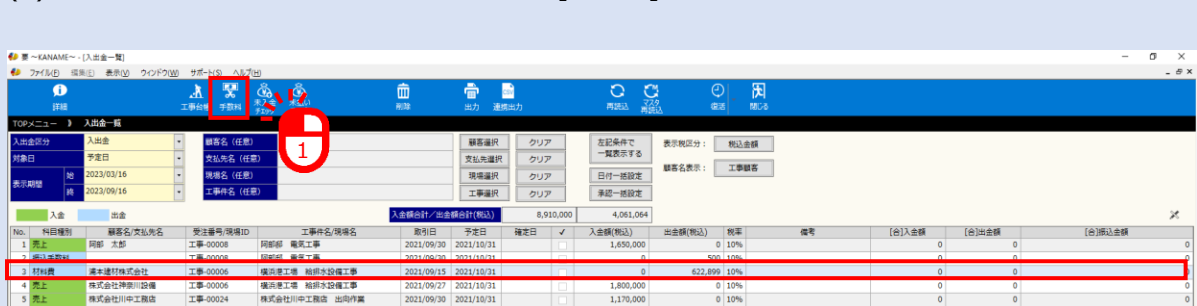 要 ～KANAME～ - [入出金一覧]
ファイル(F) 編集(E) 表示(V) ウィンドウ(W) サポート(S) ヘルプ(H)
詳細 工事台帳 手数料 未入金チェック 未払い 削除 出力 連携出力 再読込 マスタ再読込 復活 閉じる
TOPメニュー 》 入出金一覧
入出金区分 入出金 顧客名（任意） 顧客選択 クリア 左記条件で一覧表示する 表示税区分： 税込金額
対象日 予定日 支払先名（任意） 支払先選択 クリア
表示期間 始 2023/03/16 現場名（任意） 現場選択 クリア 日付一括設定 顧客名表示： 工事顧客
終 2023/09/16 工事件名（任意） 工事選択 クリア 承認一括設定
1
入金 出金 入金額合計／出金額合計(税込) 8,910,000 4,061,064
No. 科目種別 顧客名/支払先名 受注番号/現場ID 工事件名/現場名 取引日 予定日 確定日 ✓ 入金額(税込) 出金額(税込) 税率 備考 [合]入金額 [合]出金額 [合]振込金額
1 売上 阿部 太郎 工事-00008 阿部邸 電気工事 2021/09/30 2021/10/31 1,650,000 0 10% 0 0 0
2 振込手数料 工事-00008 阿部邸 電気工事 2021/09/30 2021/10/31 0 500 10% 0 0 0
3 材料費 浦本建材株式会社 工事-00006 横浜港工場 給排水設備工事 2021/09/15 2021/10/31 0 622,899 10% 0 0 0
4 売上 株式会社神奈川設備 工事-00006 横浜港工場 給排水設備工事 2021/09/27 2021/10/31 1,800,000 0 10% 0 0 0
5 売上 株式会社川中工務店 工事-00024 株式会社川中工務店 出向作業 2021/09/30 2021/10/31 1,170,000 0 10% 0 0 0